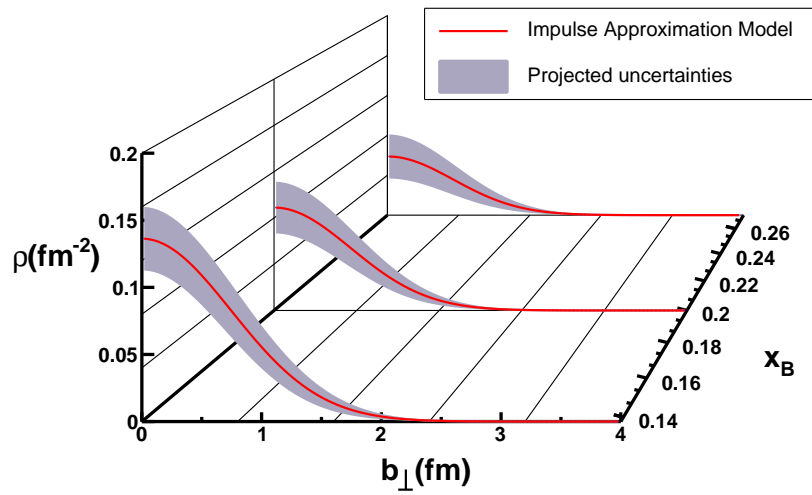 Impulse Approximation Model
Projected uncertainties
0.2
0.15
ρ(fm⁻²)
0.1
0.05
0
0 1 2 3 4
b⊥(fm)
0.26
0.24
0.22
0.2
0.18
0.16
0.14
x_B